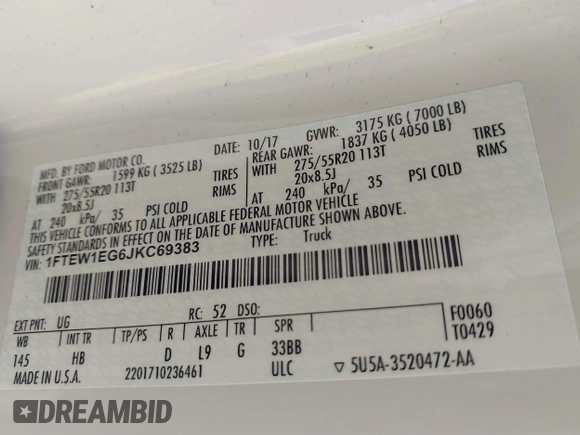 MFD. BY FORD MOTOR CO.
DATE: 10/17 GVWR: 3175 KG ( 7000 LB)
FRONT GAWR: 1599 KG ( 3525 LB)
REAR GAWR: 1837 KG ( 4050 LB)
WITH 275/55R20 113T TIRES
WITH 275/55R20 113T TIRES
20x8.5J RIMS
20x8.5J RIMS
AT 240 kPa/ 35 PSI COLD
AT 240 kPa/ 35 PSI COLD
THIS VEHICLE CONFORMS TO ALL APPLICABLE FEDERAL MOTOR VEHICLE
SAFETY STANDARDS IN EFFECT ON THE DATE OF MANUFACTURE SHOWN ABOVE.
VIN: 1FTEW1EG6JKC69383 TYPE: Truck
EXT PNT: UG RC: 52 DSO:
WB INT TR TP/PS R AXLE TR SPR
145 HB D L9 G 33BB
F0060
T0429
MADE IN U.S.A. 2201710236461 ULC ▽ 5U5A-3520472-AA
DREAMBID